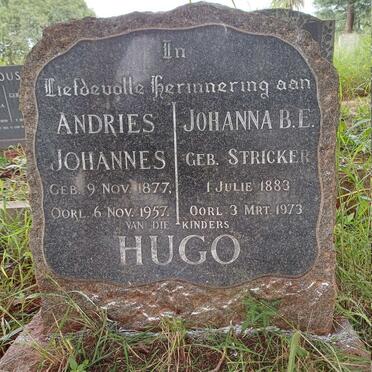 In
Liefdevolle Herinnering aan
ANDRIES
JOHANNES
GEB. 9 NOV. 1877,
OORL. 6 NOV. 1957.
JOHANNA B.E.
GEB. STRICKER
1 JULIE 1883
OORL. 3 MRT. 1973
VAN DIE KINDERS
HUGO